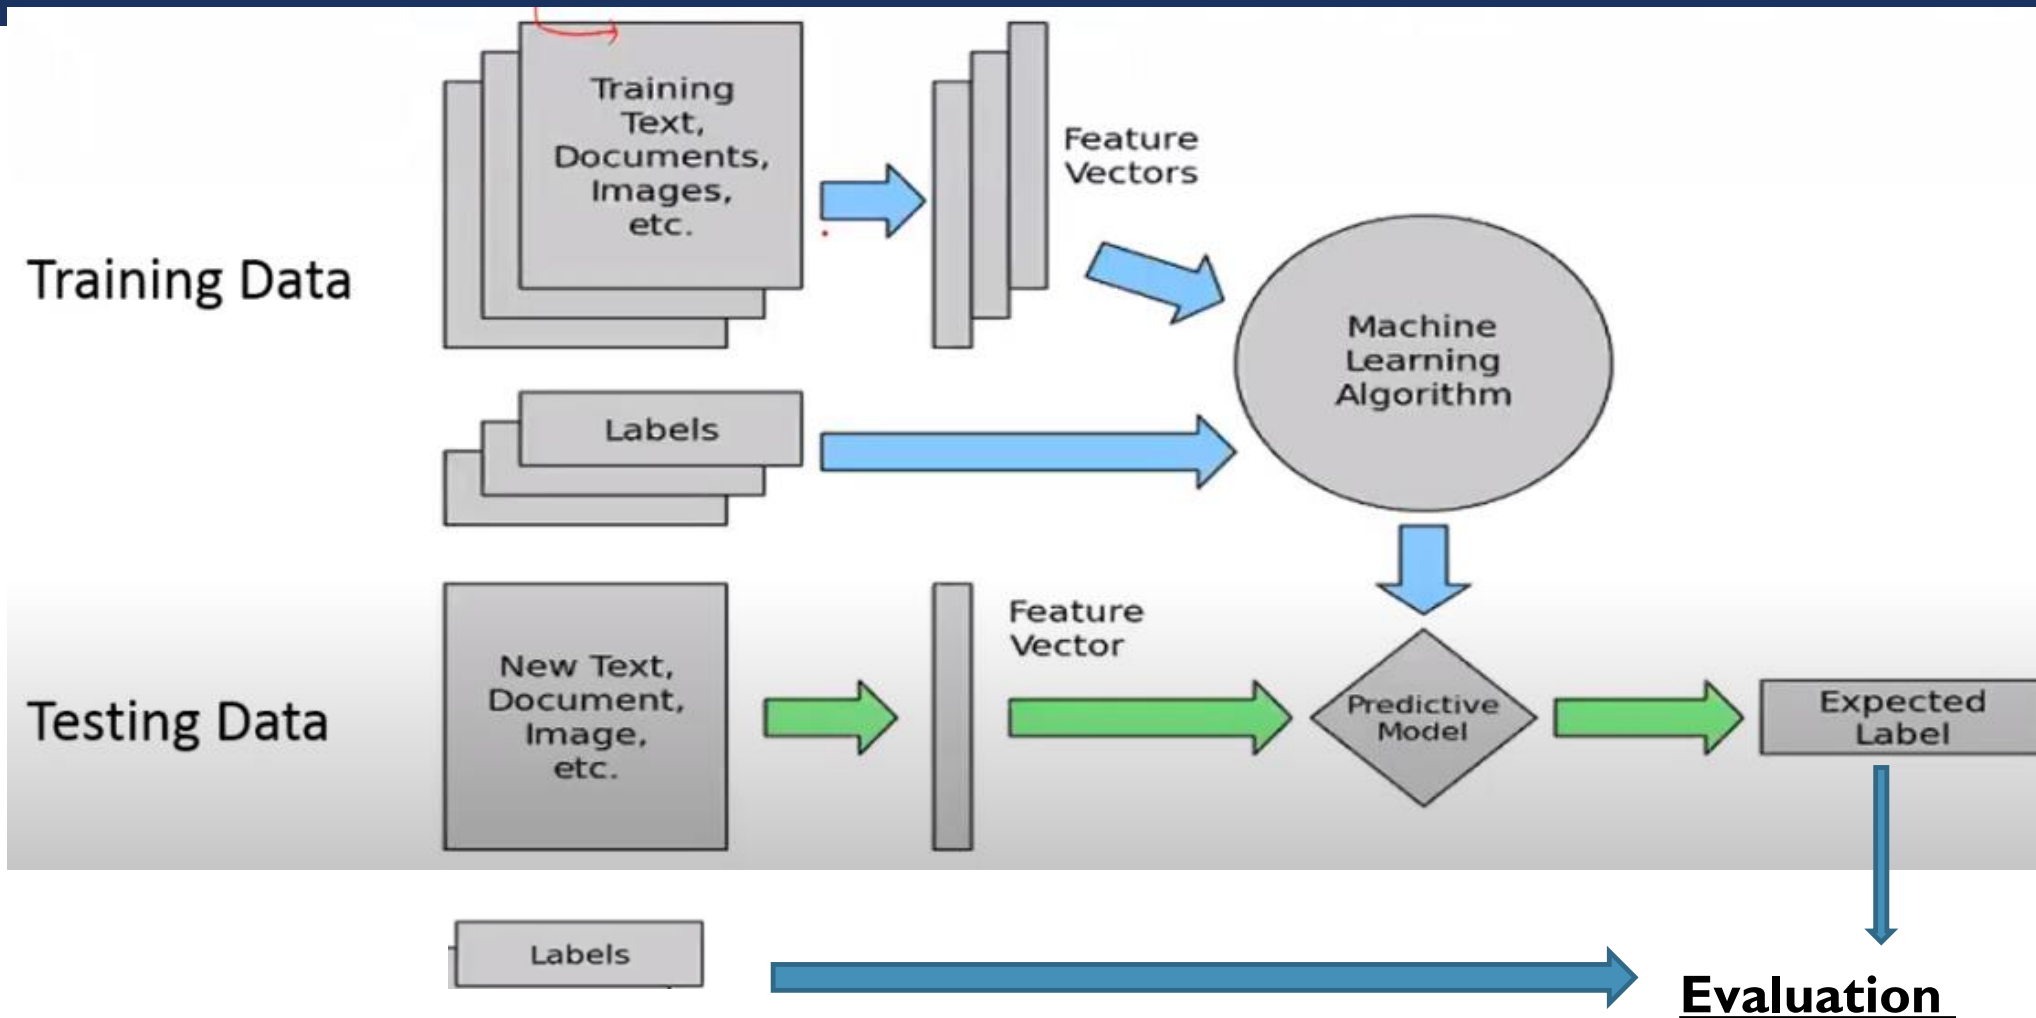 Training
Text,
Documents,
Images,
etc.
Feature
Vectors
Training Data
Machine
Learning
Algorithm
Labels
New Text,
Document,
Image,
etc.
Feature
Vector
Testing Data
Predictive
Model
Expected
Label
Labels
Evaluation